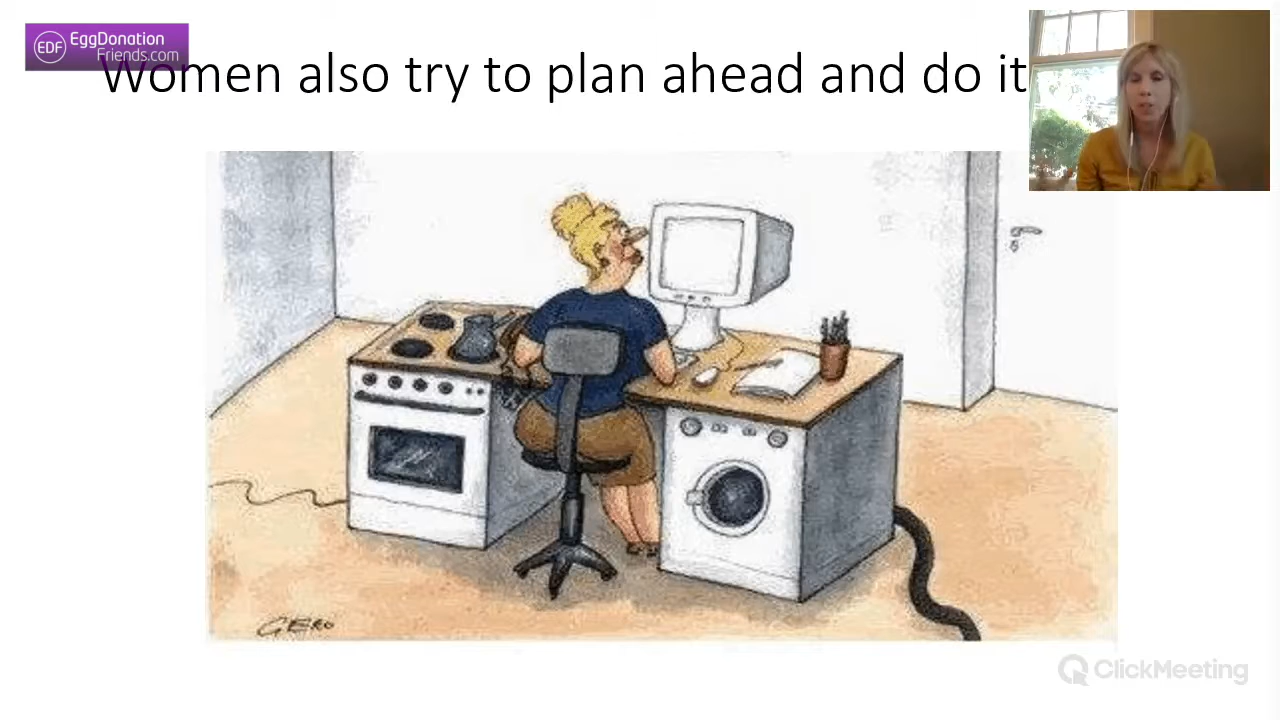 EDF EggDonation
Friends.com
Women also try to plan ahead and do it
GERO
ClickMeeting